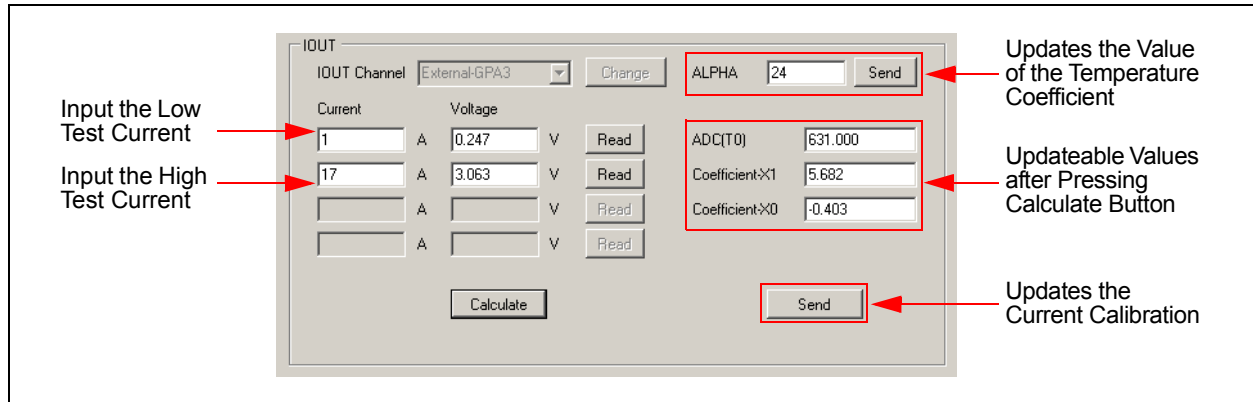 IOUT
IOUT Channel External-GPA3 Change ALPHA 24 Send
Updates the Value
of the Temperature
Coefficient
Input the Low
Test Current
Input the High
Test Current
Current Voltage
1 A 0.247 V Read
17 A 3.063 V Read
A V Read
A V Read
ADC(T0) 631.000
Coefficient-X1 5.682
Coefficient-X0 -0.403
Updateable Values
after Pressing
Calculate Button
Calculate Send
Updates the
Current Calibration